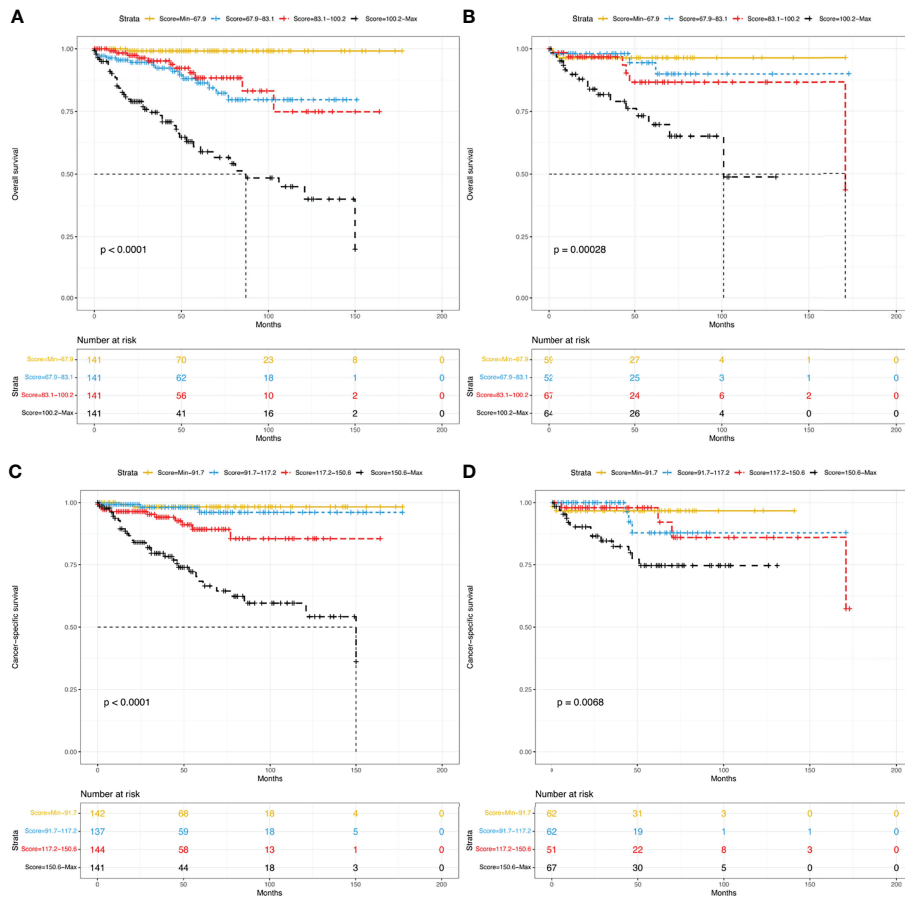 A
Strata Score=Min−67.9 Score=67.9−83.1 Score=83.1−100.2 Score=100.2−Max
Overall survival
1.00
0.75
0.50
0.25
0.00
p < 0.0001
0 50 100 150 200
Months
Number at risk
Strata
Score=Min−67.9 141 70 23 8 0
Score=67.9−83.1 141 62 18 1 0
Score=83.1−100.2 141 56 10 2 0
Score=100.2−Max 141 41 16 2 0
0 50 100 150 200
Months
B
Strata Score=Min−67.9 Score=67.9−83.1 Score=83.1−100.2 Score=100.2−Max
Overall survival
1.00
0.75
0.50
0.25
0.00
p = 0.00028
0 50 100 150 200
Months
Number at risk
Strata
Score=Min−67.9 59 27 4 1 0
Score=67.9−83.1 52 25 3 1 0
Score=83.1−100.2 67 24 6 2 0
Score=100.2−Max 64 26 4 0 0
0 50 100 150 200
Months
C
Strata Score=Min−91.7 Score=91.7−117.2 Score=117.2−150.6 Score=150.6−Max
Cancer−specific survival
1.00
0.75
0.50
0.25
0.00
p < 0.0001
0 50 100 150 200
Months
Number at risk
Strata
Score=Min−91.7 142 68 18 4 0
Score=91.7−117.2 137 59 18 5 0
Score=117.2−150.6 144 58 13 1 0
Score=150.6−Max 141 44 18 3 0
0 50 100 150 200
Months
D
Strata Score=Min−91.7 Score=91.7−117.2 Score=117.2−150.6 Score=150.6−Max
Cancer−specific survival
1.00
0.75
0.50
0.25
0.00
p = 0.0068
50 100 150 200
Months
Number at risk
Strata
Score=Min−91.7 62 31 3 0 0
Score=91.7−117.2 62 19 1 1 0
Score=117.2−150.6 51 22 8 3 0
Score=150.6−Max 67 30 5 0 0
0 50 100 150 200
Months